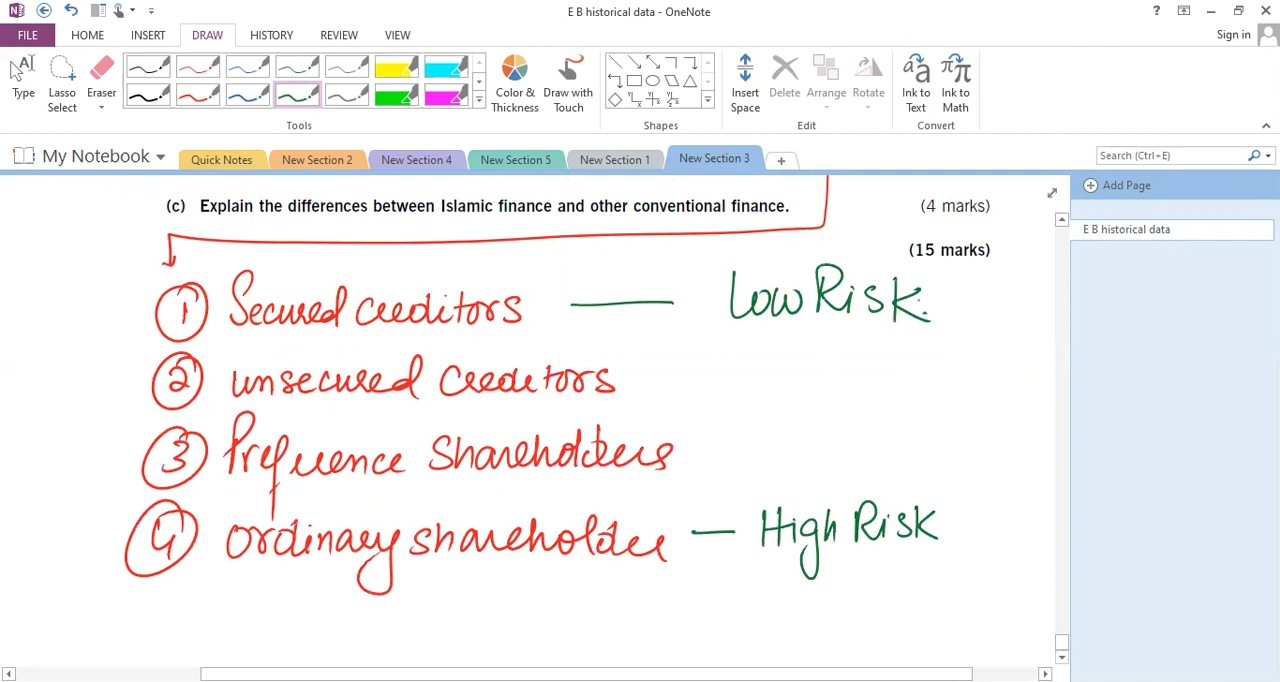 E B historical data - OneNote
FILE HOME INSERT DRAW HISTORY REVIEW VIEW Sign in
Type Lasso Select Eraser Color & Thickness Draw with Touch Insert Space Delete Arrange Rotate Ink to Text Ink to Math
Tools Shapes Edit Convert
My Notebook Quick Notes New Section 2 New Section 4 New Section 5 New Section 1 New Section 3 Search (Ctrl+E)
Add Page
E B historical data
(c) Explain the differences between Islamic finance and other conventional finance. (4 marks)
(15 marks)
1 Secured creditors — Low Risk.
2 unsecured creditors
3 Preference Shareholders
4 ordinary shareholder — High Risk